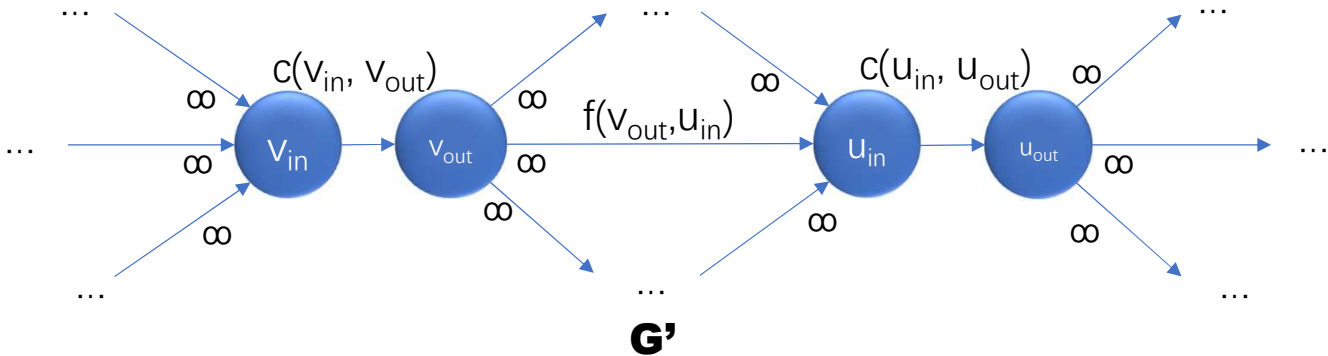 ... ... ... ...
c(v_in, v_out) c(u_in, u_out)
∞ ∞ ∞ ∞
f(v_out,u_in)
... v_in v_out u_in u_out ...
∞ ∞ ∞
∞ ∞ ∞ ∞
... ... ...
G’